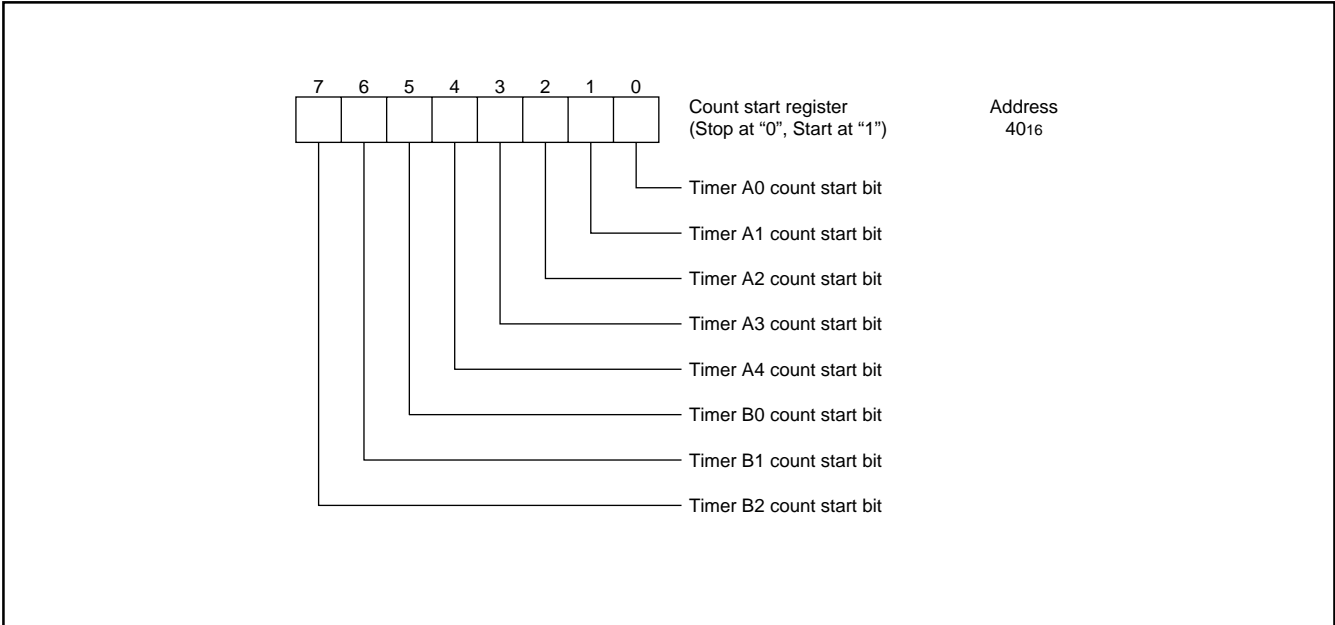 7 6 5 4 3 2 1 0
Count start register
(Stop at “0”, Start at “1”)
Address
4016
Timer A0 count start bit
Timer A1 count start bit
Timer A2 count start bit
Timer A3 count start bit
Timer A4 count start bit
Timer B0 count start bit
Timer B1 count start bit
Timer B2 count start bit